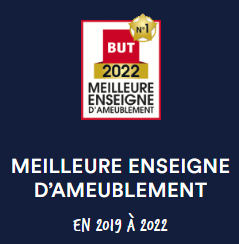 N°1
BUT
2022
MEILLEURE
ENSEIGNE
D'AMEUBLEMENT
MEILLEURE ENSEIGNE
D'AMEUBLEMENT
EN 2019 À 2022